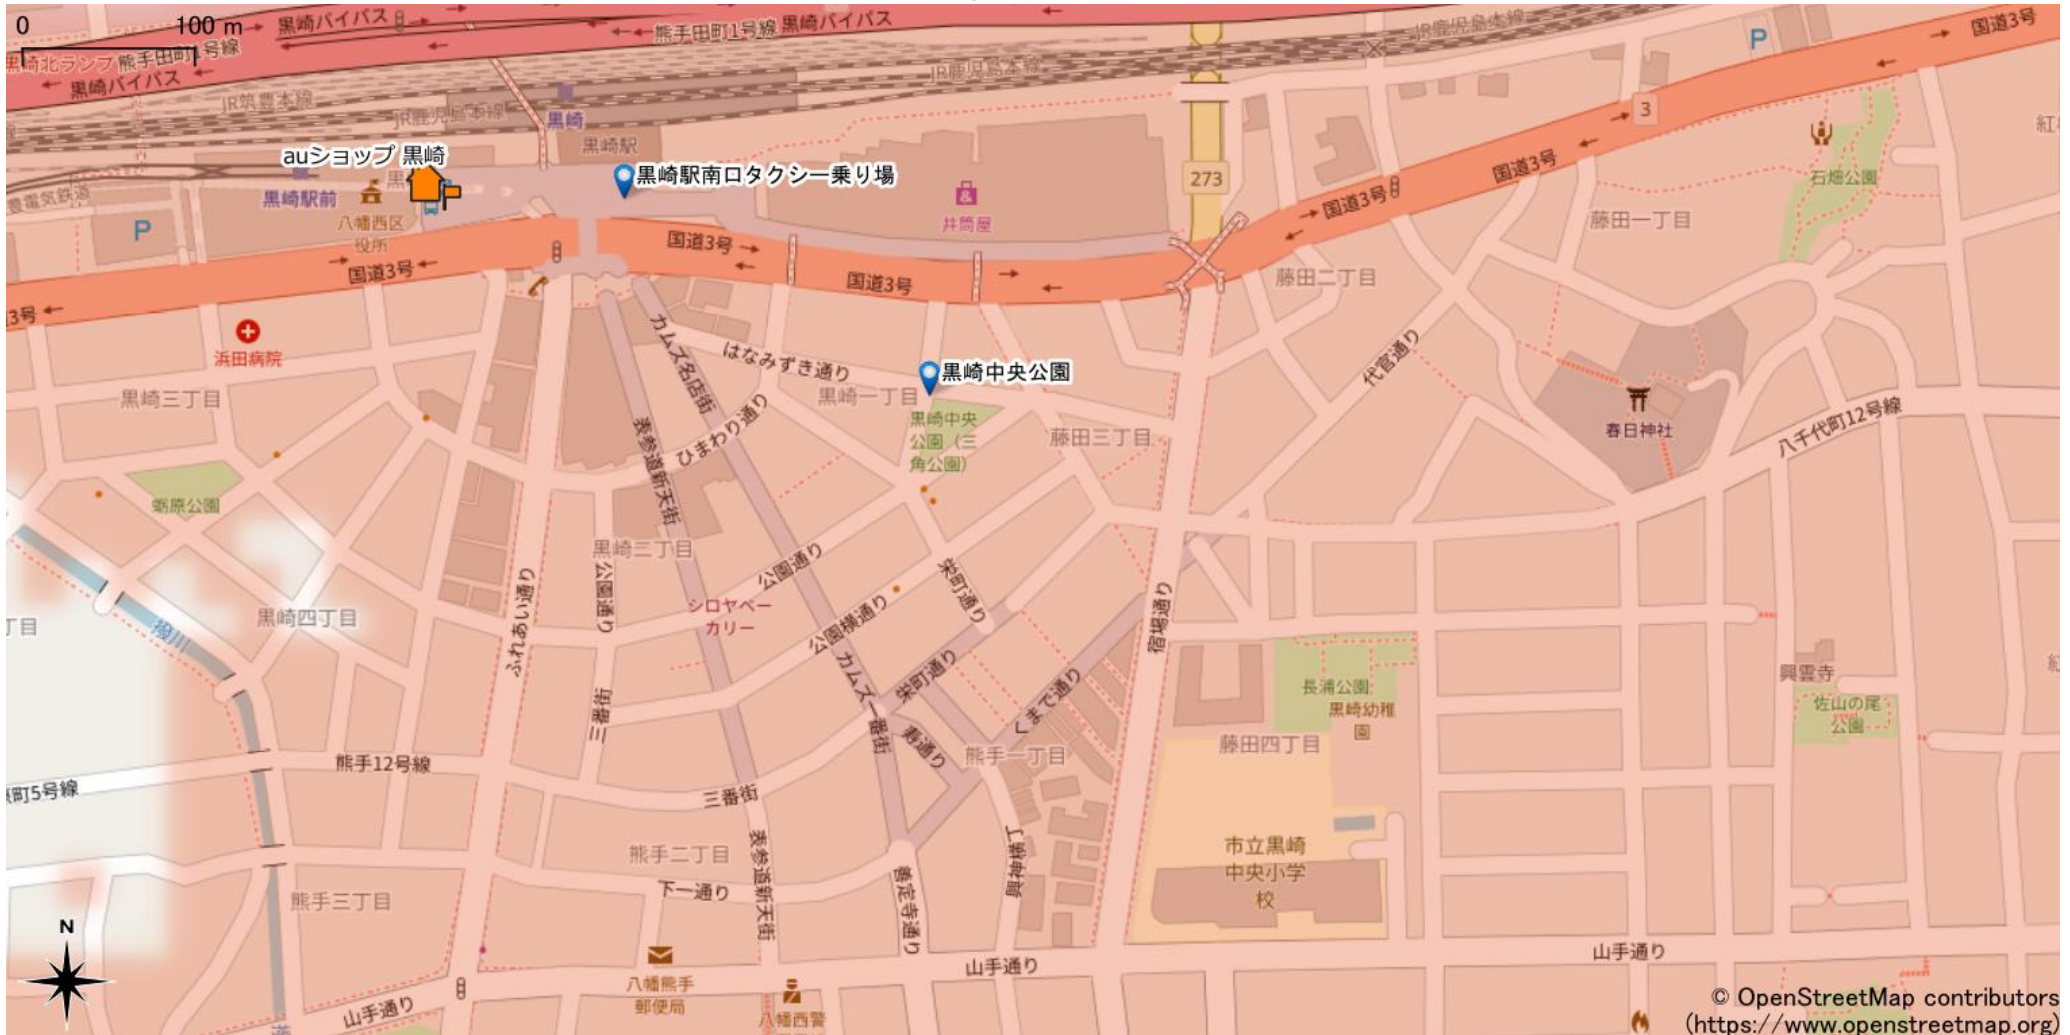 0
100 m
黒崎バイパス
熊手田町1号線
黒崎バイパス
JR鹿児島本線
国道3号
黒崎北ランプ
熊手田町1号線
黒崎バイパス
JR筑豊本線
JR鹿児島本線
JR鹿児島本線
黒崎
黒崎駅
3
P
auショップ 黒崎
黒崎駅南口タクシー乗り場
黒崎駅前
八幡西区
役所
P
井筒屋
273
国道3号
国道3号
石畑公園
藤田一丁目
国道3号
国道3号
国道3号
藤田二丁目
浜田病院
黒崎三丁目
カムズ名店街
はなみずき通り
黒崎一丁目
黒崎中央公園
黒崎中央
公園（三
角公園）
代官通り
春日神社
八千代町12号線
表参道新天街
ひまわり通り
藤田三丁目
蛎原公園
黒崎三丁目
公園通り
公園通り
栄町通り
黒崎四丁目
撥川
ふれあい通り
シロヤベー
カリー
公園横通り
カムズ一番街
栄町通り
宿場通り
くまで通り
長浦公園
黒崎幼稚
園
興雲寺
佐山の尾
公園
三番街
寿通り
熊手一丁目
藤田四丁目
熊手12号線
町5号線
三番街
熊手二丁目
下一通り
表参道新天街
善定寺通り
市立黒崎
中央小学
校
熊手三丁目
N
八幡熊手
郵便局
八幡西警
山手通り
山手通り
山手通り
© OpenStreetMap contributors
(https://www.openstreetmap.org)